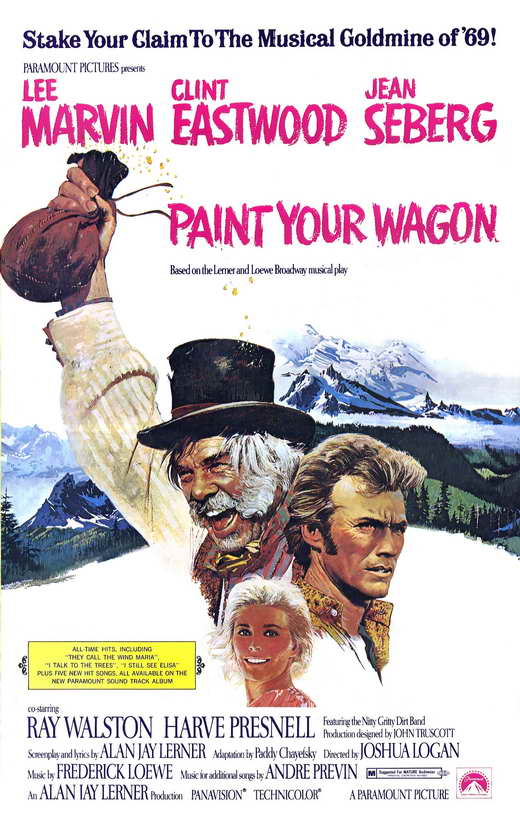 Stake Your Claim To The Musical Goldmine of '69!
PARAMOUNT PICTURES presents
LEE MARVIN
CLINT EASTWOOD
JEAN SEBERG
PAINT YOUR WAGON
Based on the Lerner and Loewe Broadway musical play
ALL-TIME HITS, INCLUDING
"THEY CALL THE WIND MARIA",
"I TALK TO THE TREES", "I STILL SEE ELISA"
PLUS FIVE NEW HIT SONGS, ALL AVAILABLE ON THE
NEW PARAMOUNT SOUND TRACK ALBUM
co-starring
RAY WALSTON HARVE PRESNELL Featuring the Nitty Gritty Dirt Band
Production designed by JOHN TRUSCOTT
Screenplay and lyrics by ALAN JAY LERNER Adaptation by Paddy Chayefsky Directed by JOSHUA LOGAN
Music by FREDERICK LOEWE Music for additional songs by ANDRE PREVIN
M Suggested For MATURE Audiences
An ALAN JAY LERNER Production PANAVISION® TECHNICOLOR® A PARAMOUNT PICTURE
Paramount